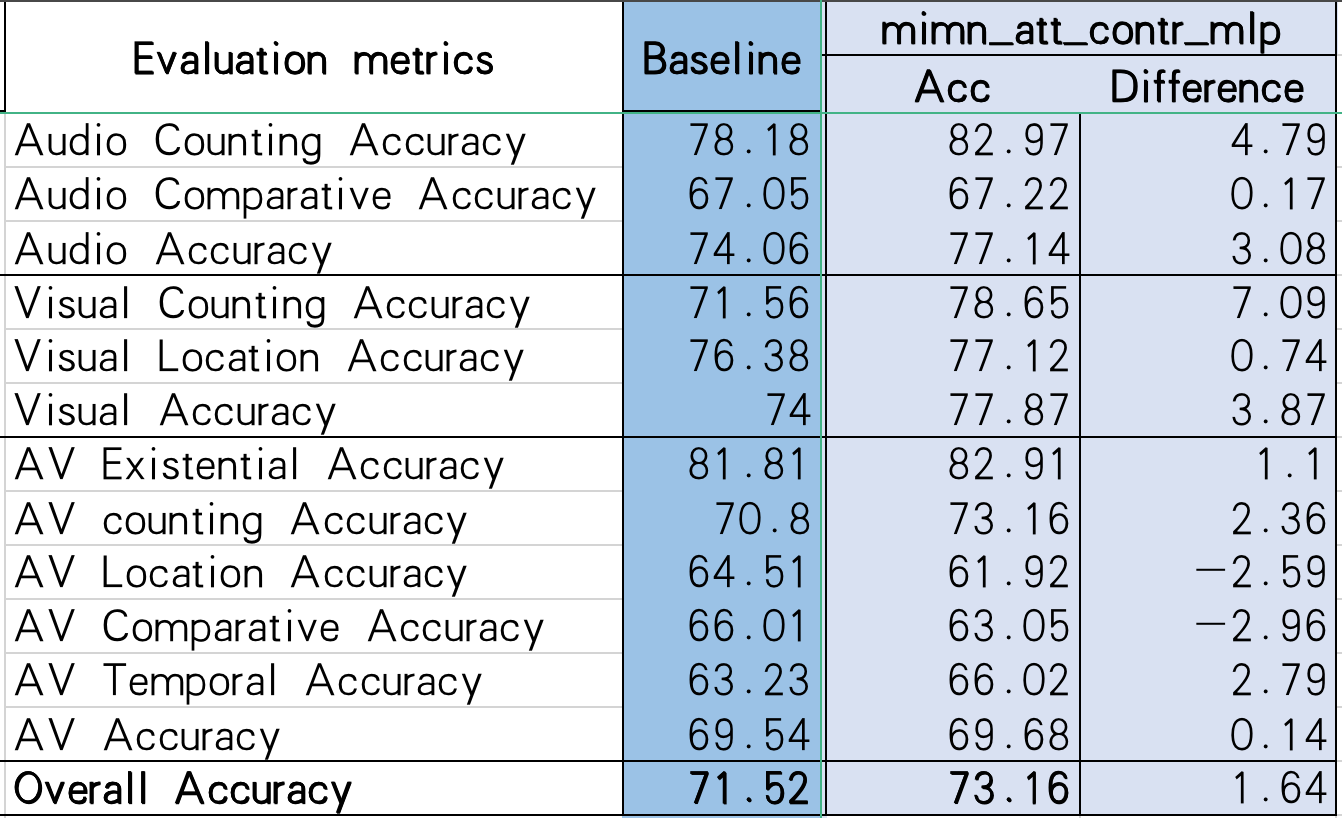 Evaluation metrics Baseline mimn_att_contr_mlp
Acc Difference
Audio Counting Accuracy 78.18 82.97 4.79
Audio Comparative Accuracy 67.05 67.22 0.17
Audio Accuracy 74.06 77.14 3.08
Visual Counting Accuracy 71.56 78.65 7.09
Visual Location Accuracy 76.38 77.12 0.74
Visual Accuracy 74 77.87 3.87
AV Existential Accuracy 81.81 82.91 1.1
AV counting Accuracy 70.8 73.16 2.36
AV Location Accuracy 64.51 61.92 -2.59
AV Comparative Accuracy 66.01 63.05 -2.96
AV Temporal Accuracy 63.23 66.02 2.79
AV Accuracy 69.54 69.68 0.14
Overall Accuracy 71.52 73.16 1.64